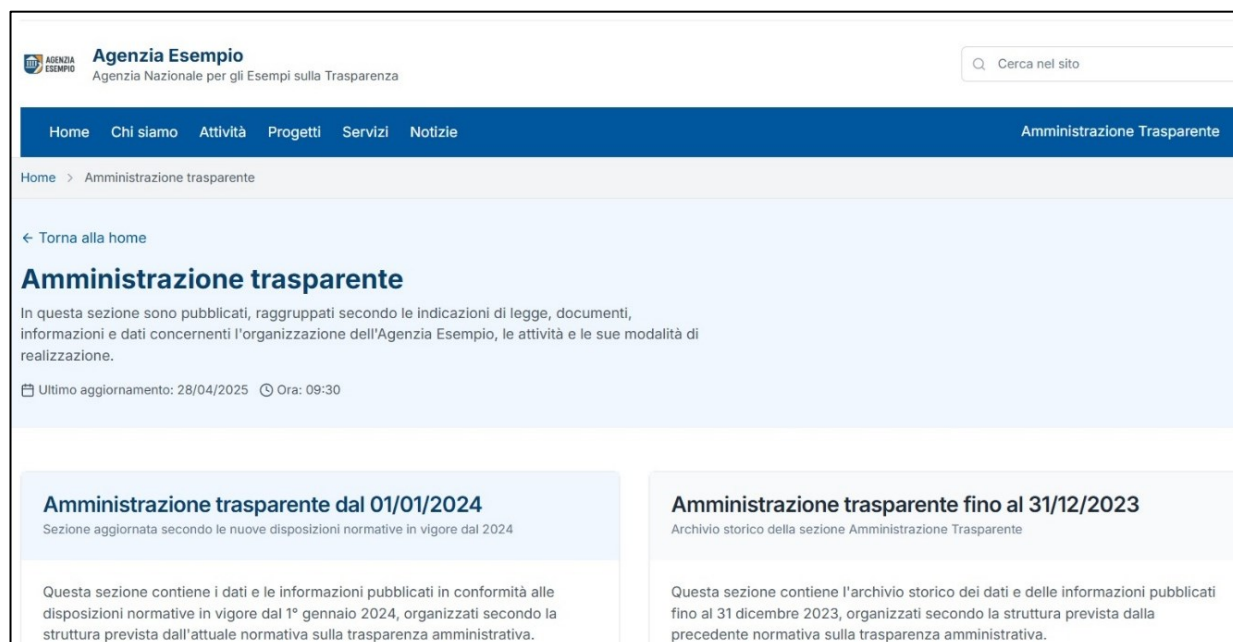 AGENZIA
ESEMPIO
Agenzia Esempio
Agenzia Nazionale per gli Esempi sulla Trasparenza
Cerca nel sito
Home Chi siamo Attività Progetti Servizi Notizie Amministrazione Trasparente
Home > Amministrazione trasparente
← Torna alla home
Amministrazione trasparente
In questa sezione sono pubblicati, raggruppati secondo le indicazioni di legge, documenti,
informazioni e dati concernenti l'organizzazione dell'Agenzia Esempio, le attività e le sue modalità di
realizzazione.
Ultimo aggiornamento: 28/04/2025 Ora: 09:30
Amministrazione trasparente dal 01/01/2024
Sezione aggiornata secondo le nuove disposizioni normative in vigore dal 2024
Questa sezione contiene i dati e le informazioni pubblicati in conformità alle
disposizioni normative in vigore dal 1° gennaio 2024, organizzati secondo la
struttura prevista dall'attuale normativa sulla trasparenza amministrativa.
Amministrazione trasparente fino al 31/12/2023
Archivio storico della sezione Amministrazione Trasparente
Questa sezione contiene l'archivio storico dei dati e delle informazioni pubblicati
fino al 31 dicembre 2023, organizzati secondo la struttura prevista dalla
precedente normativa sulla trasparenza amministrativa.